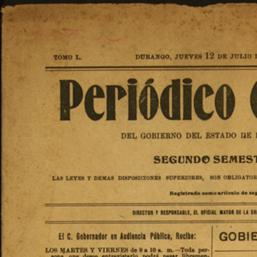 TOMO L. DURANGO, JUEVES 12 DE JULIO
Periódico
DEL GOBIERNO DEL ESTADO DE
SEGUNDO SEMEST
LAS LEYES Y DEMAS DISPOSICIONES SUPERIORES, SON OBLIGATOR
Registrado como artículo de seg
DIRECTOR Y RESPONSABLE, EL OFICIAL MAYOR DE LA
El C. Gobernador en Audiencia Pública, Recibe:
GOBIE
LOS MARTES Y VIERNES de 9 a 10 a. m.—Toda per-